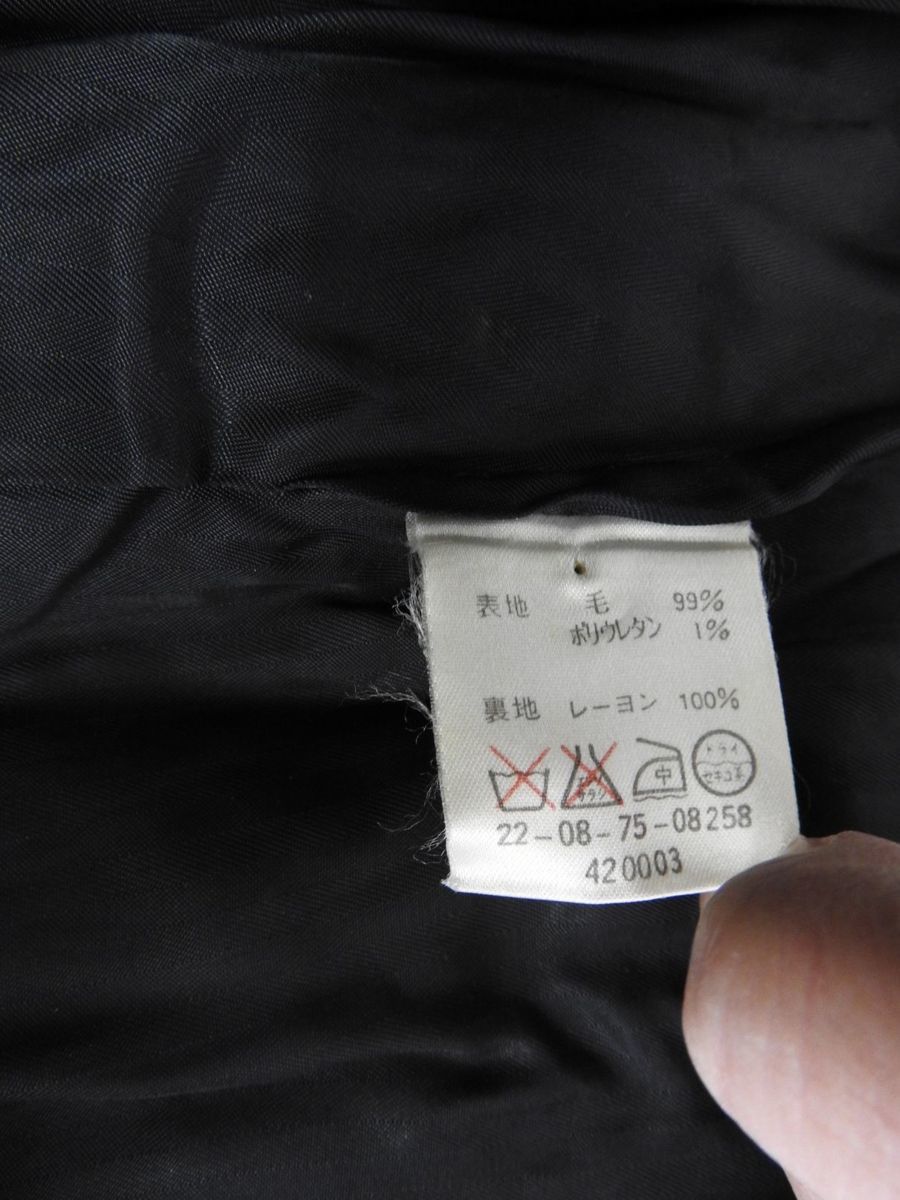 表地 毛 99%
ポリウレタン 1%
裏地 レーヨン 100%
中
ドライ
セキユ系
22-08-75-08258
420003